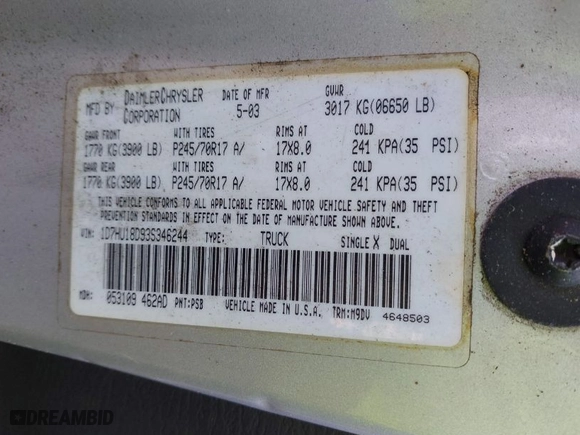 MFD BY DAIMLERCHRYSLER CORPORATION DATE OF MFR 5-03 GVWR 3017 KG(06650 LB)
GAWR FRONT WITH TIRES RIMS AT COLD
1770 KG(3900 LB) P245/70R17 A/ 17X8.0 241 KPA(35 PSI)
GAWR REAR WITH TIRES RIMS AT COLD
1770 KG(3900 LB) P245/70R17 A/ 17X8.0 241 KPA(35 PSI)
THIS VEHICLE CONFORMS TO ALL APPLICABLE FEDERAL MOTOR VEHICLE SAFETY AND THEFT
PREVENTION STANDARDS IN EFFECT ON THE DATE OF MANUFACTURE SHOWN ABOVE.
VIN: 1D7HU18D93S346244 TYPE: TRUCK SINGLE X DUAL
MDH: 053109 462AD PNT:PSB VEHICLE MADE IN U.S.A. TRM:M9DV 4648503
DREAMBID